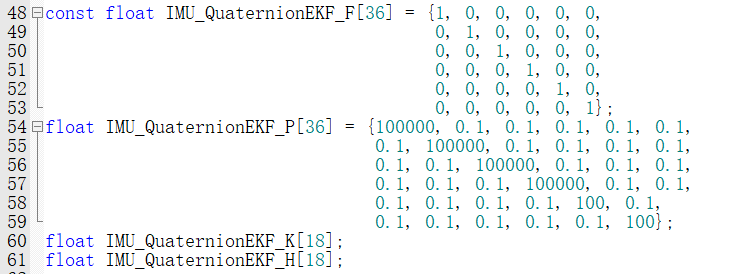 48 const float IMU_QuaternionEKF_F[36] = {1, 0, 0, 0, 0, 0,
49 0, 1, 0, 0, 0, 0,
50 0, 0, 1, 0, 0, 0,
51 0, 0, 0, 1, 0, 0,
52 0, 0, 0, 0, 1, 0,
53 0, 0, 0, 0, 0, 1};
54 float IMU_QuaternionEKF_P[36] = {100000, 0.1, 0.1, 0.1, 0.1, 0.1,
55 0.1, 100000, 0.1, 0.1, 0.1, 0.1,
56 0.1, 0.1, 100000, 0.1, 0.1, 0.1,
57 0.1, 0.1, 0.1, 100000, 0.1, 0.1,
58 0.1, 0.1, 0.1, 0.1, 100, 0.1,
59 0.1, 0.1, 0.1, 0.1, 0.1, 100};
60 float IMU_QuaternionEKF_K[18];
61 float IMU_QuaternionEKF_H[18];